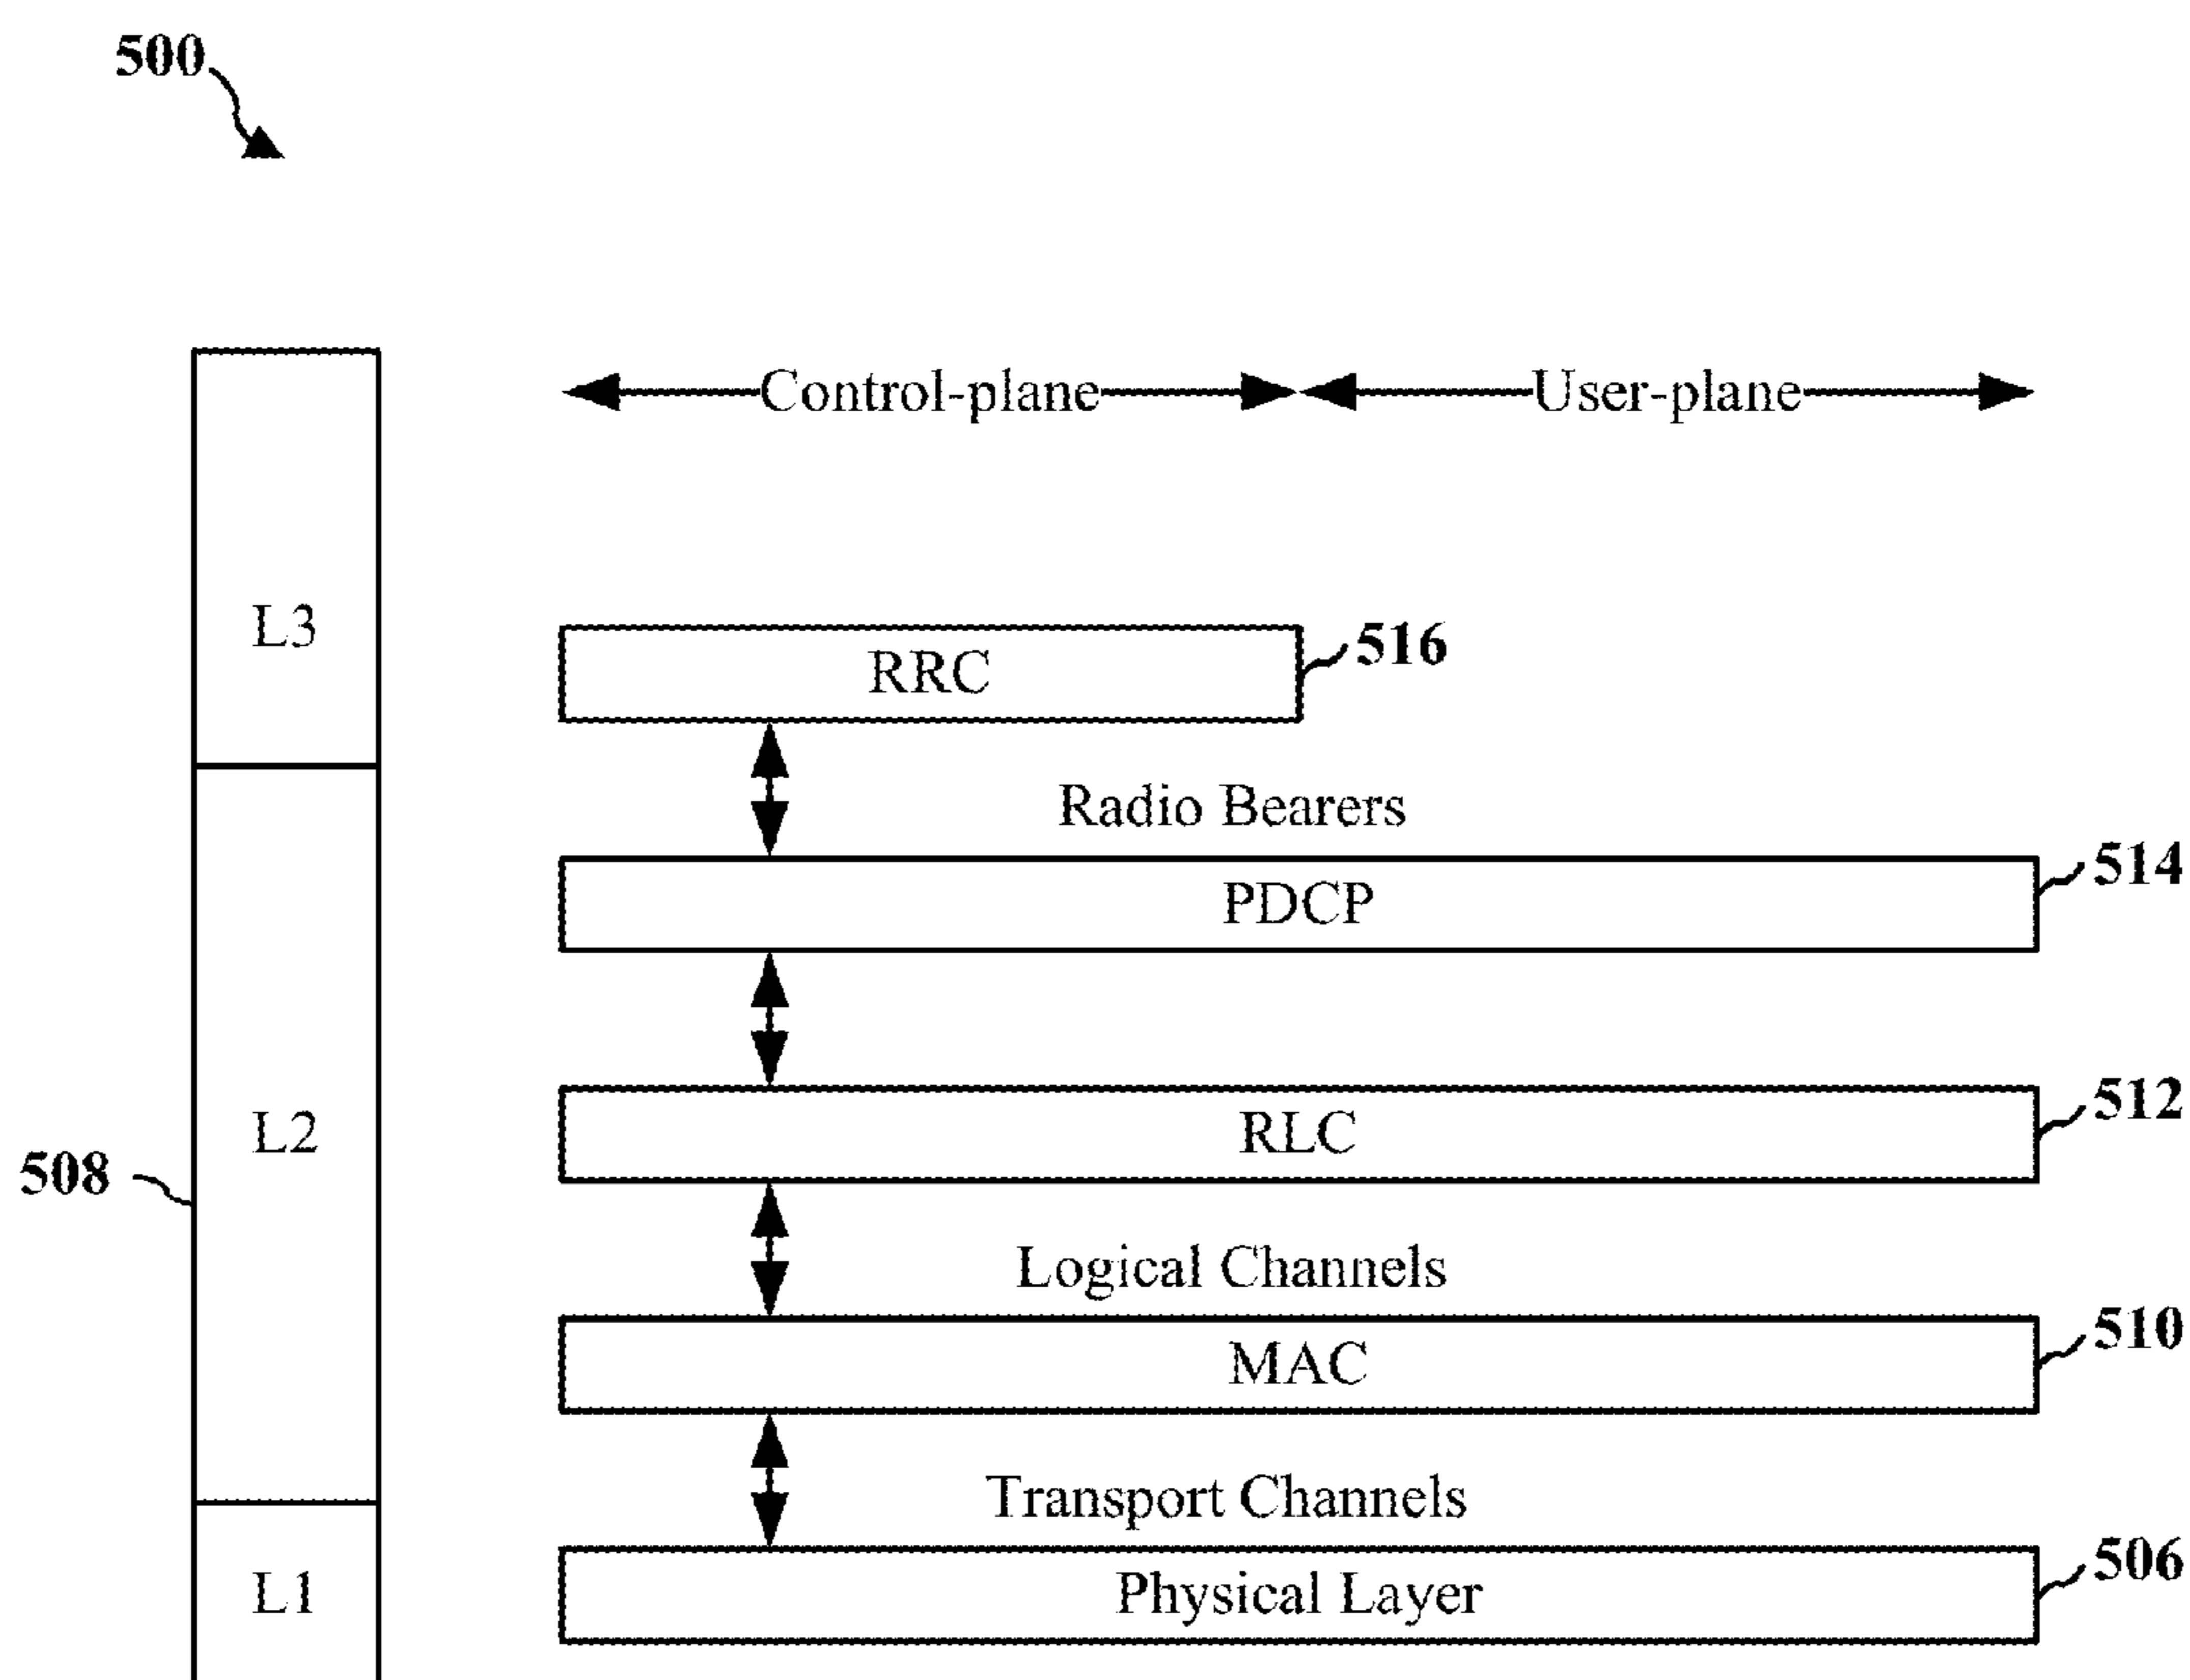 500
Control-plane User-plane
L3
RRC 516
Radio Bearers
PDCP 514
L2
RLC 512
508
Logical Channels
MAC 510
Transport Channels
L1
Physical Layer 506